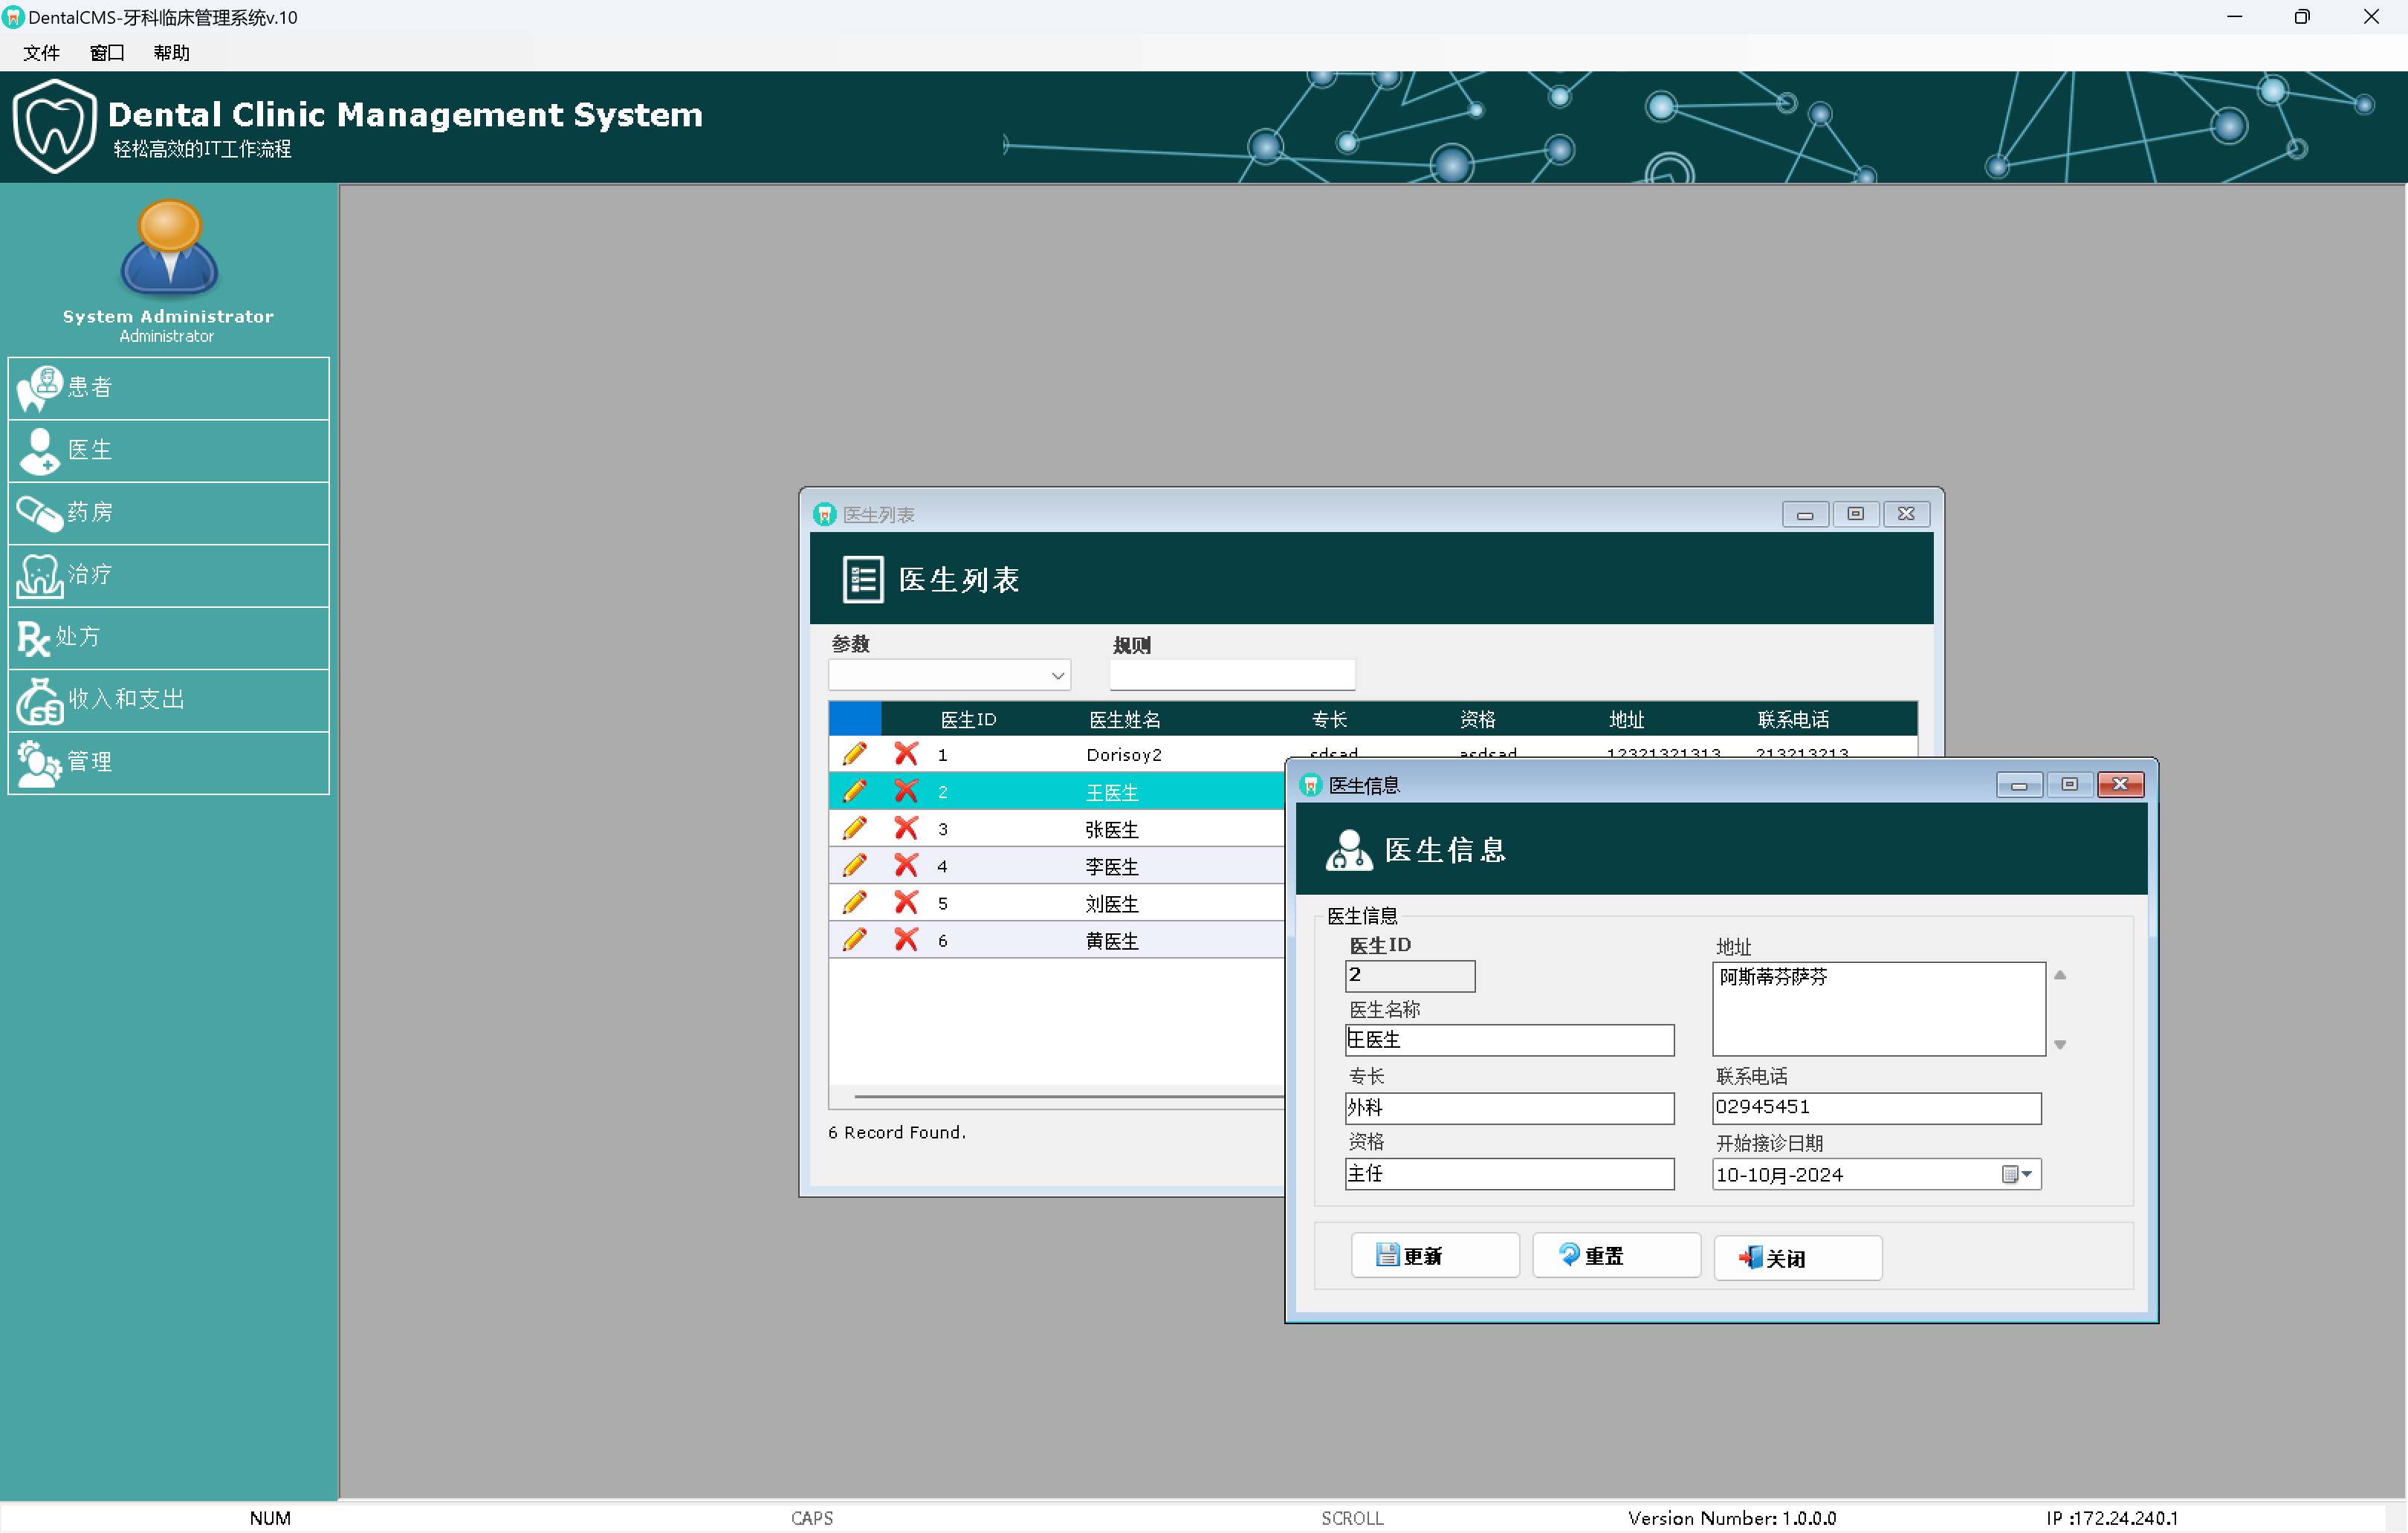 DentalCMS-牙科临床管理系统v.10
文件 窗口 帮助
Dental Clinic Management System
轻松高效的IT工作流程
System Administrator
Administrator
患者
医生
药房
治疗
Rx 处方
收入和支出
管理
医生列表
医生列表
参数 规则
医生ID 医生姓名 专长 资格 地址 联系电话
1 Dorisoy2 sdsad asdsad 12321321313 213213213
2 王医生
3 张医生
4 李医生
5 刘医生
6 黄医生
6 Record Found.
医生信息
医生信息
医生信息
医生ID
2
医生名称
王医生
专长
外科
资格
主任
地址
阿斯蒂芬萨芬
联系电话
02945451
开始接诊日期
10-10月-2024
更新 重置 关闭
NUM CAPS SCROLL Version Number: 1.0.0.0 IP :172.24.240.1